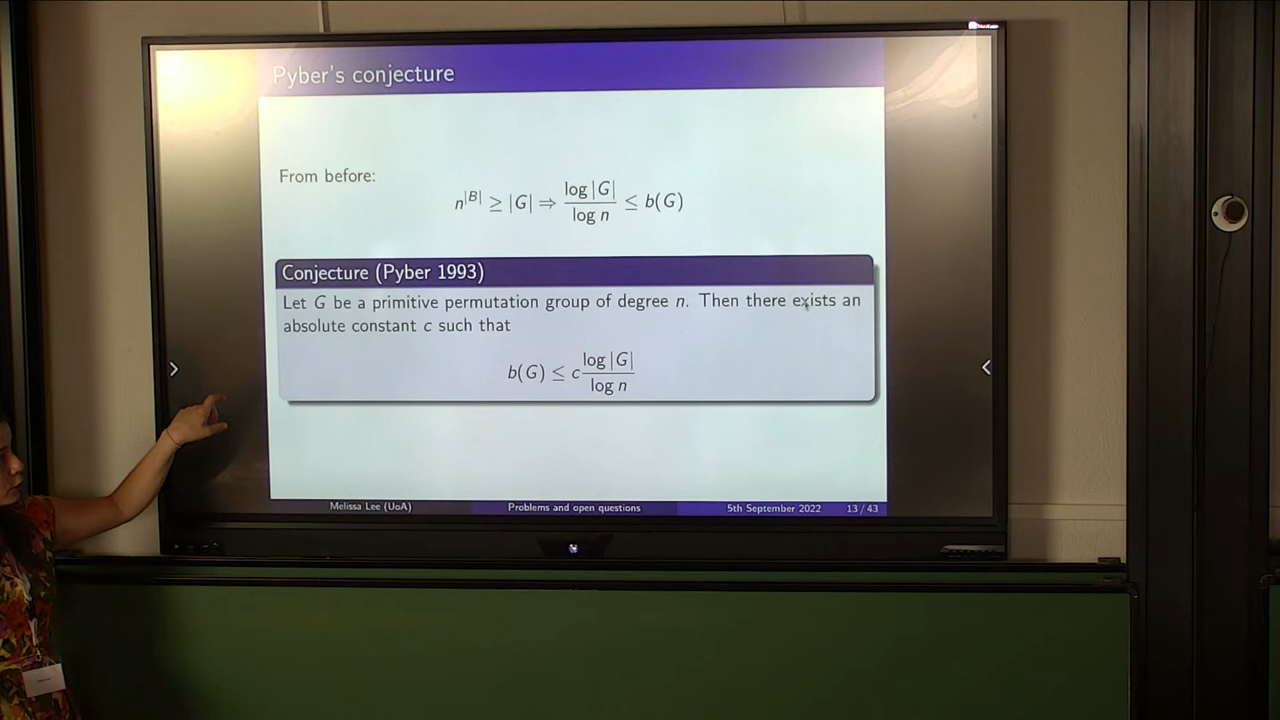 Pyber's conjecture
From before:
n^{|B|} ≥ |G| ⇒ log |G| / log n ≤ b(G)
Conjecture (Pyber 1993)
Let G be a primitive permutation group of degree n. Then there exists an
absolute constant c such that
b(G) ≤ c log |G| / log n
Melissa Lee (UoA) Problems and open questions 5th September 2022 13 / 43